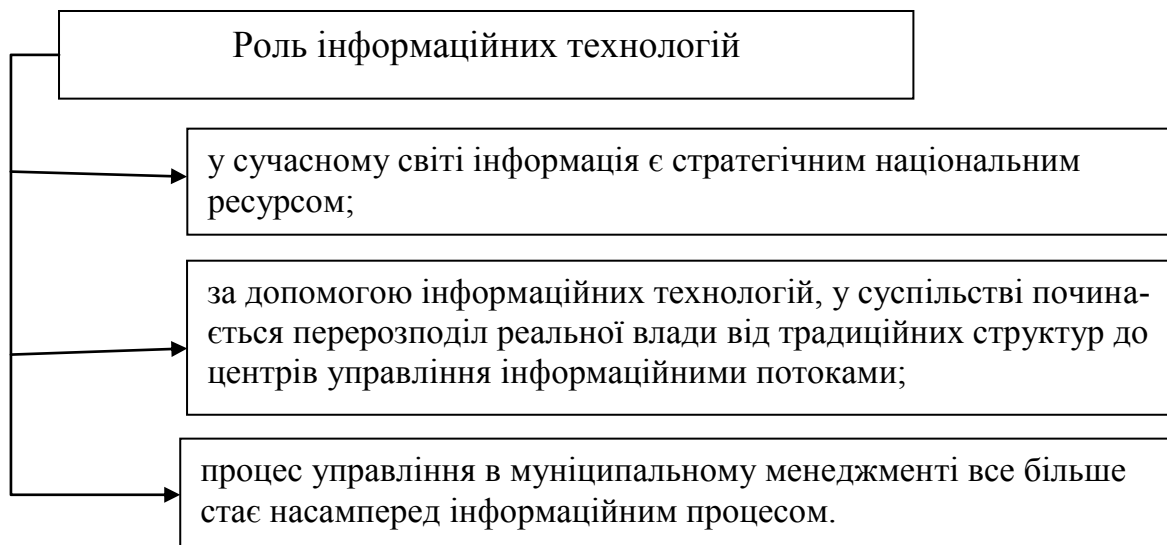 Роль інформаційних технологій
у сучасному світі інформація є стратегічним національним
ресурсом;
за допомогою інформаційних технологій, у суспільстві почина-
ється перерозподіл реальної влади від традиційних структур до
центрів управління інформаційними потоками;
процес управління в муніципальному менеджменті все більше
стає насамперед інформаційним процесом.